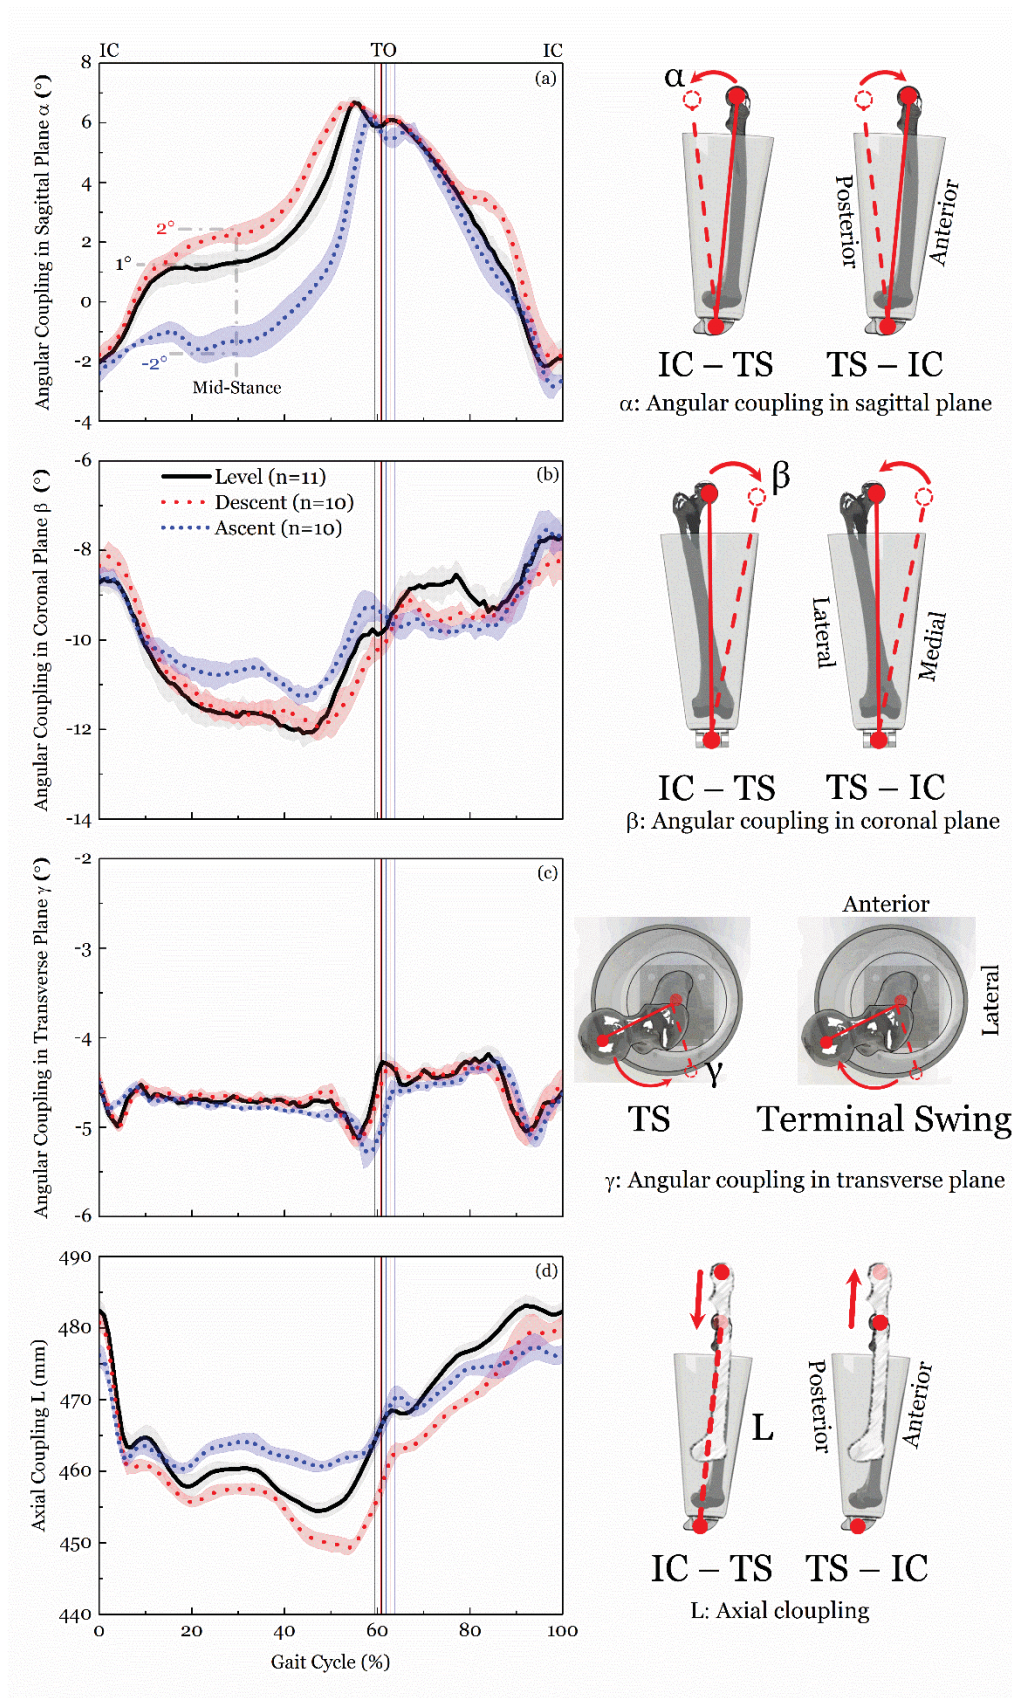 IC TO IC
8
6
4
2
0
-2
-4
Angular Coupling in Sagittal Plane α (°)
(a)
2°
1°
-2°
Mid-Stance
α
Posterior
Anterior
IC – TS
TS – IC
α: Angular coupling in sagittal plane
-6
-8
-10
-12
-14
Angular Coupling in Coronal Plane β (°)
(b)
Level (n=11)
Descent (n=10)
Ascent (n=10)
β
Lateral
Medial
IC – TS
TS – IC
β: Angular coupling in coronal plane
-2
-3
-4
-5
-6
Angular Coupling in Transverse Plane γ (°)
(c)
Anterior
Lateral
γ
TS
Terminal Swing
γ: Angular coupling in transverse plane
490
480
470
460
450
440
Axial Coupling L (mm)
(d)
0 20 40 60 80 100
Gait Cycle (%)
L
Posterior
Anterior
IC – TS
TS – IC
L: Axial cloupling